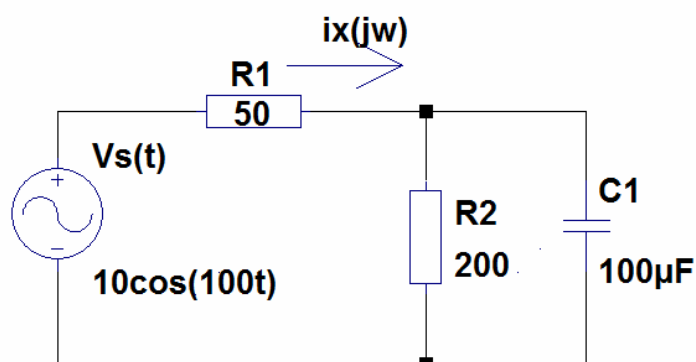 ix(jw)
R1
50
Vs(t)
+
−
10cos(100t)
R2
200
C1
100µF